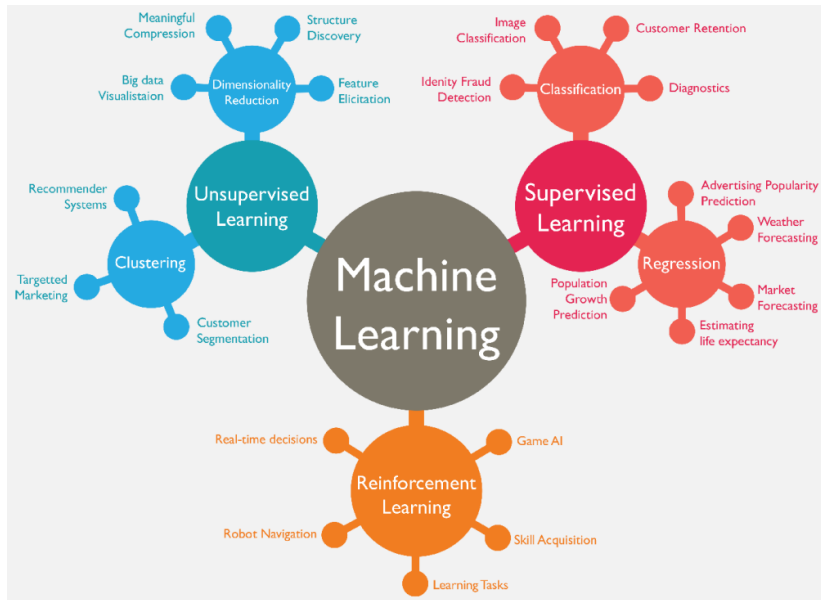 Meaningful
Compression
Structure
Discovery
Big data
Visualistaion
Dimensionality
Reduction
Feature
Elicitation
Unsupervised
Learning
Recommender
Systems
Clustering
Targetted
Marketing
Customer
Segmentation
Machine
Learning
Image
Classification
Customer Retention
Idenity Fraud
Detection
Classification
Diagnostics
Supervised
Learning
Advertising Popularity
Prediction
Weather
Forecasting
Regression
Population
Growth
Prediction
Market
Forecasting
Estimating
life expectancy
Real-time decisions
Game AI
Reinforcement
Learning
Robot Navigation
Skill Acquisition
Learning Tasks